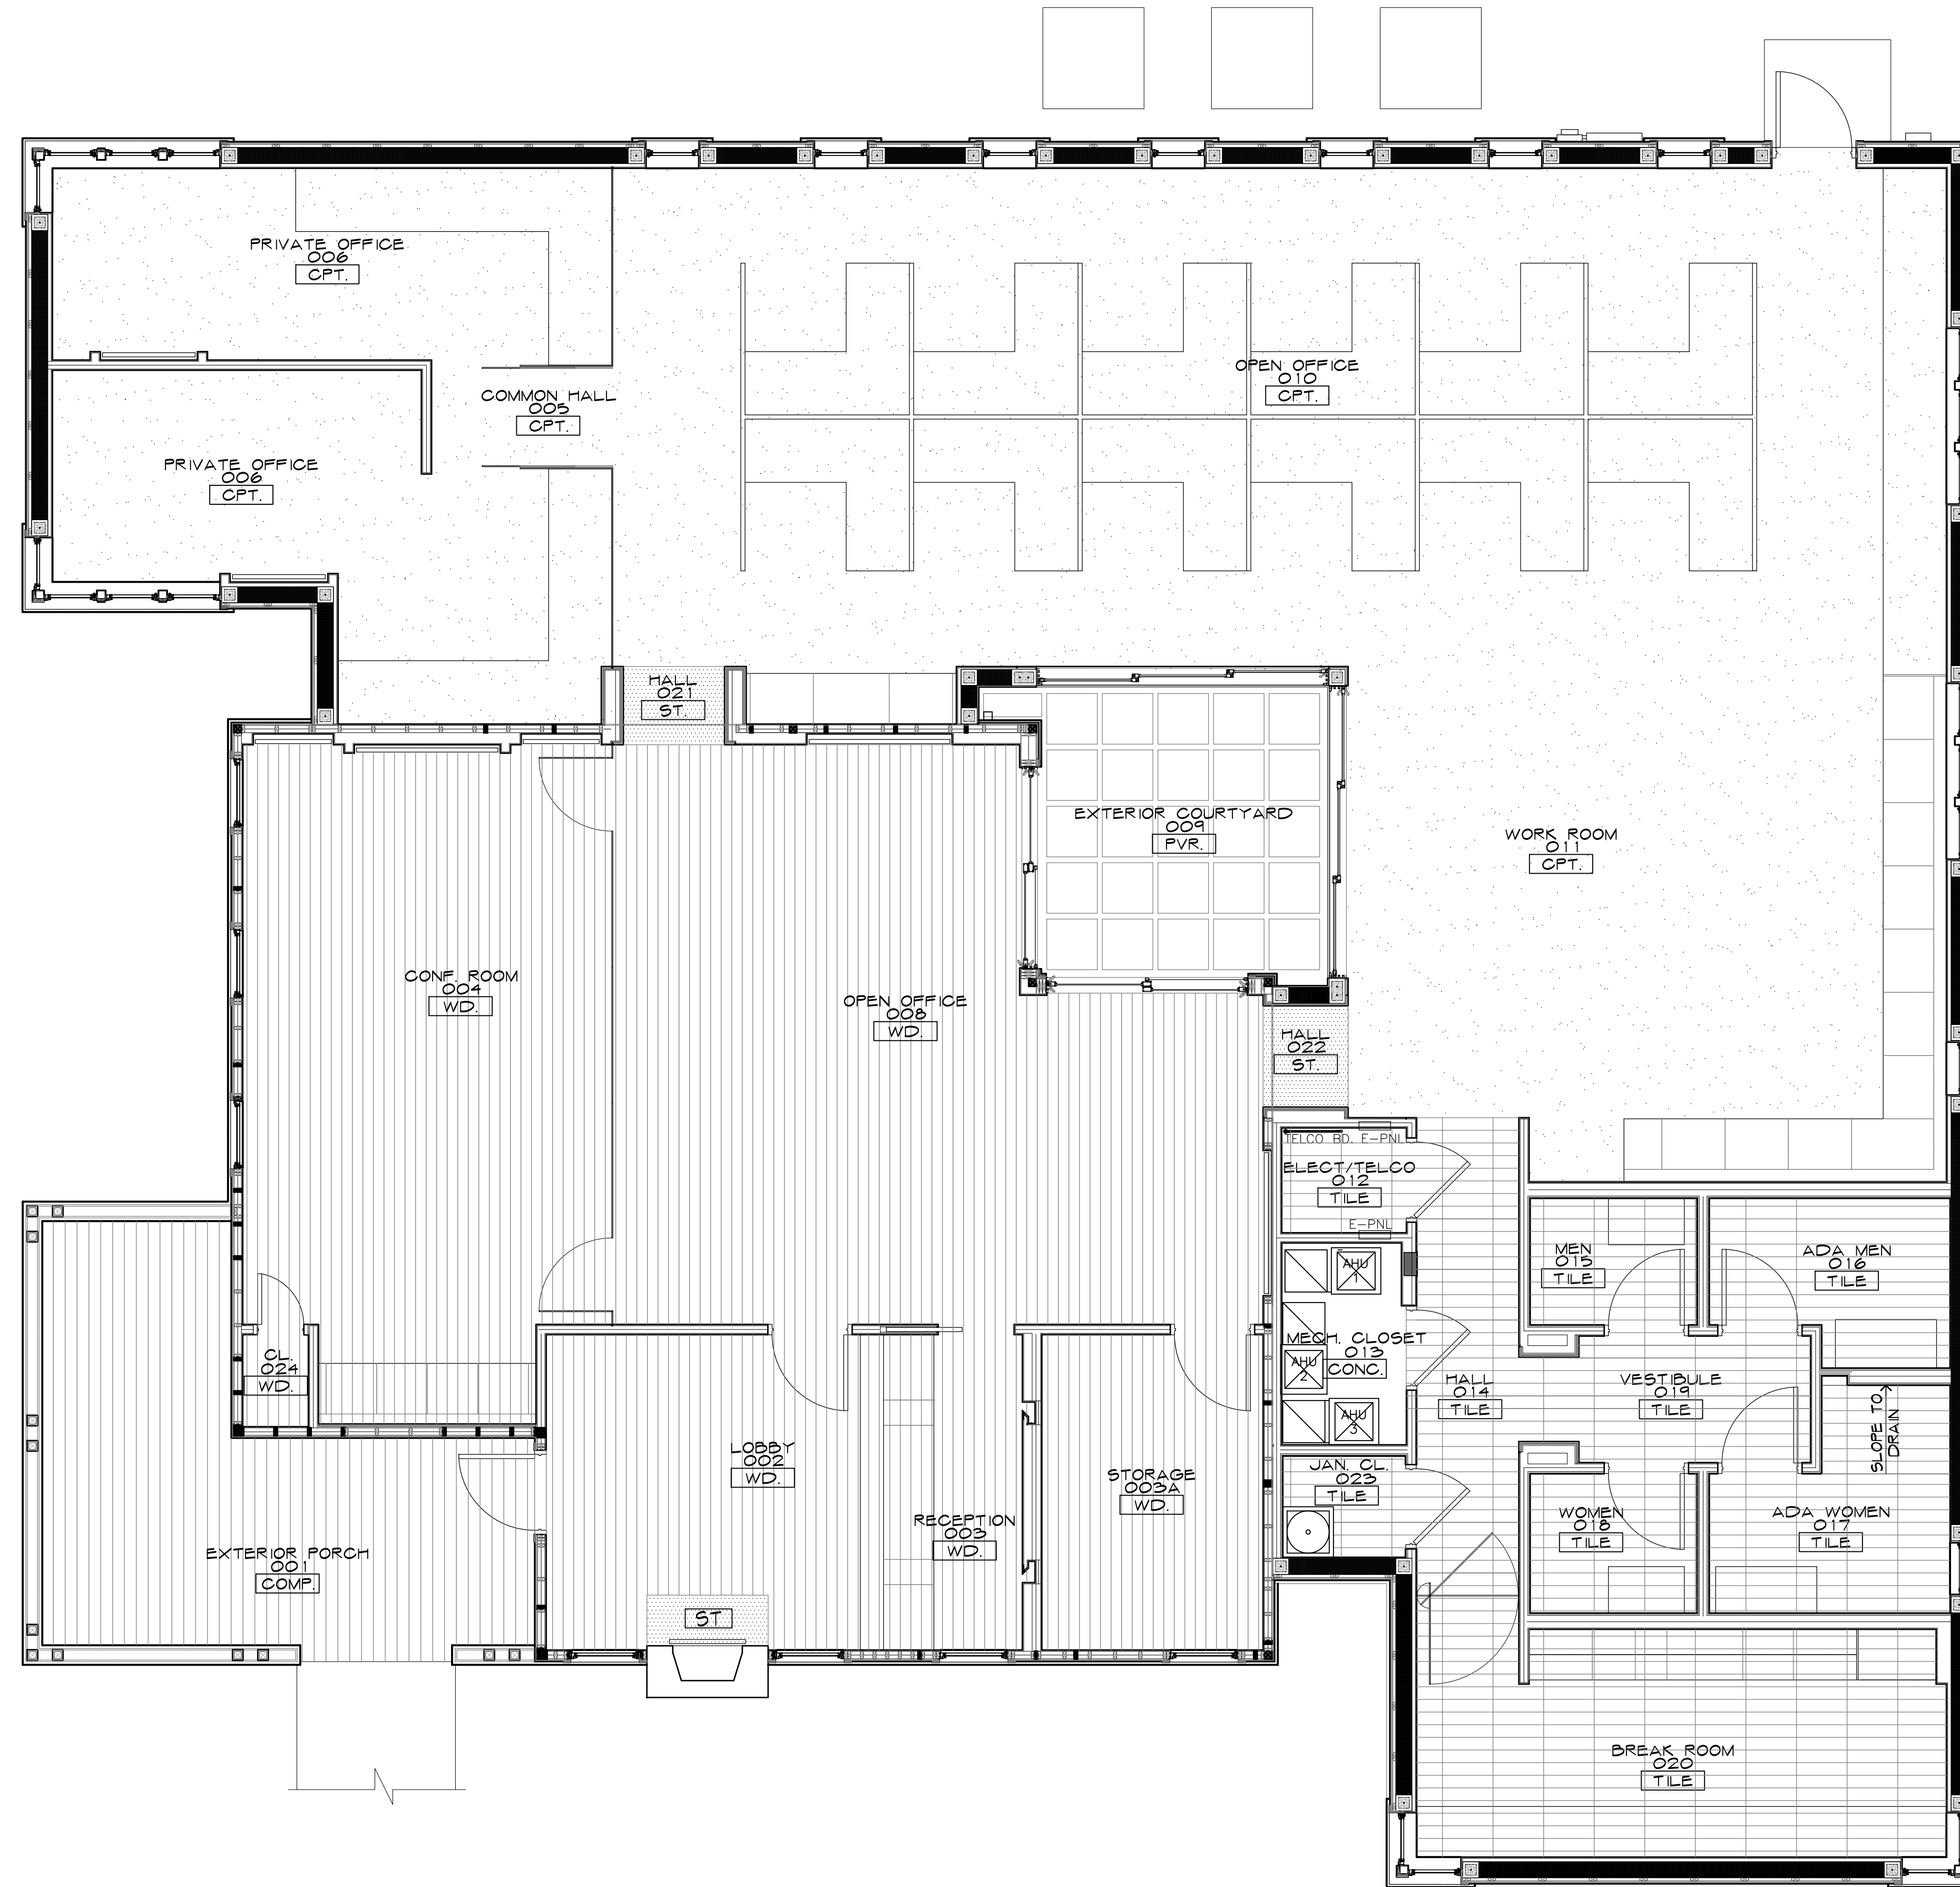 PRIVATE OFFICE
006
CPT.
COMMON HALL
005
CPT.
OPEN OFFICE
010
CPT.
PRIVATE OFFICE
006
CPT.
HALL
021
ST.
EXTERIOR COURTYARD
009
PVR.
WORK ROOM
011
CPT.
CONF. ROOM
004
WD.
OPEN OFFICE
008
WD.
HALL
022
ST.
TELCO BD. E-PNL
ELECT/TELCO
012
TILE
E-PNL
MEN
015
TILE
ADA MEN
016
TILE
AHU
1
MECH. CLOSET
013
CONC.
AHU
2
AHU
3
CL.
024
WD.
HALL
014
TILE
VESTIBULE
019
TILE
SLOPE TO
DRAIN
LOBBY
002
WD.
STORAGE
003A
WD.
JAN. CL.
023
TILE
RECEPTION
003
WD.
WOMEN
018
TILE
ADA WOMEN
017
TILE
EXTERIOR PORCH
001
COMP.
ST
BREAK ROOM
020
TILE